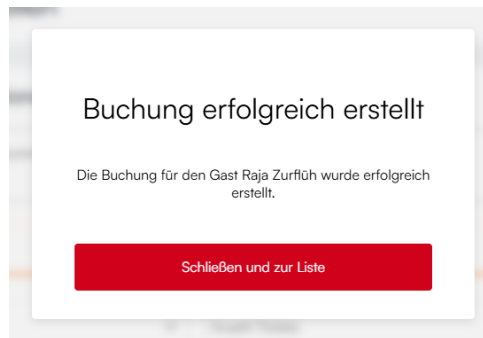 Buchung erfolgreich erstellt
Die Buchung für den Gast Raja Zurflüh wurde erfolgreich
erstellt.
Schließen und zur Liste